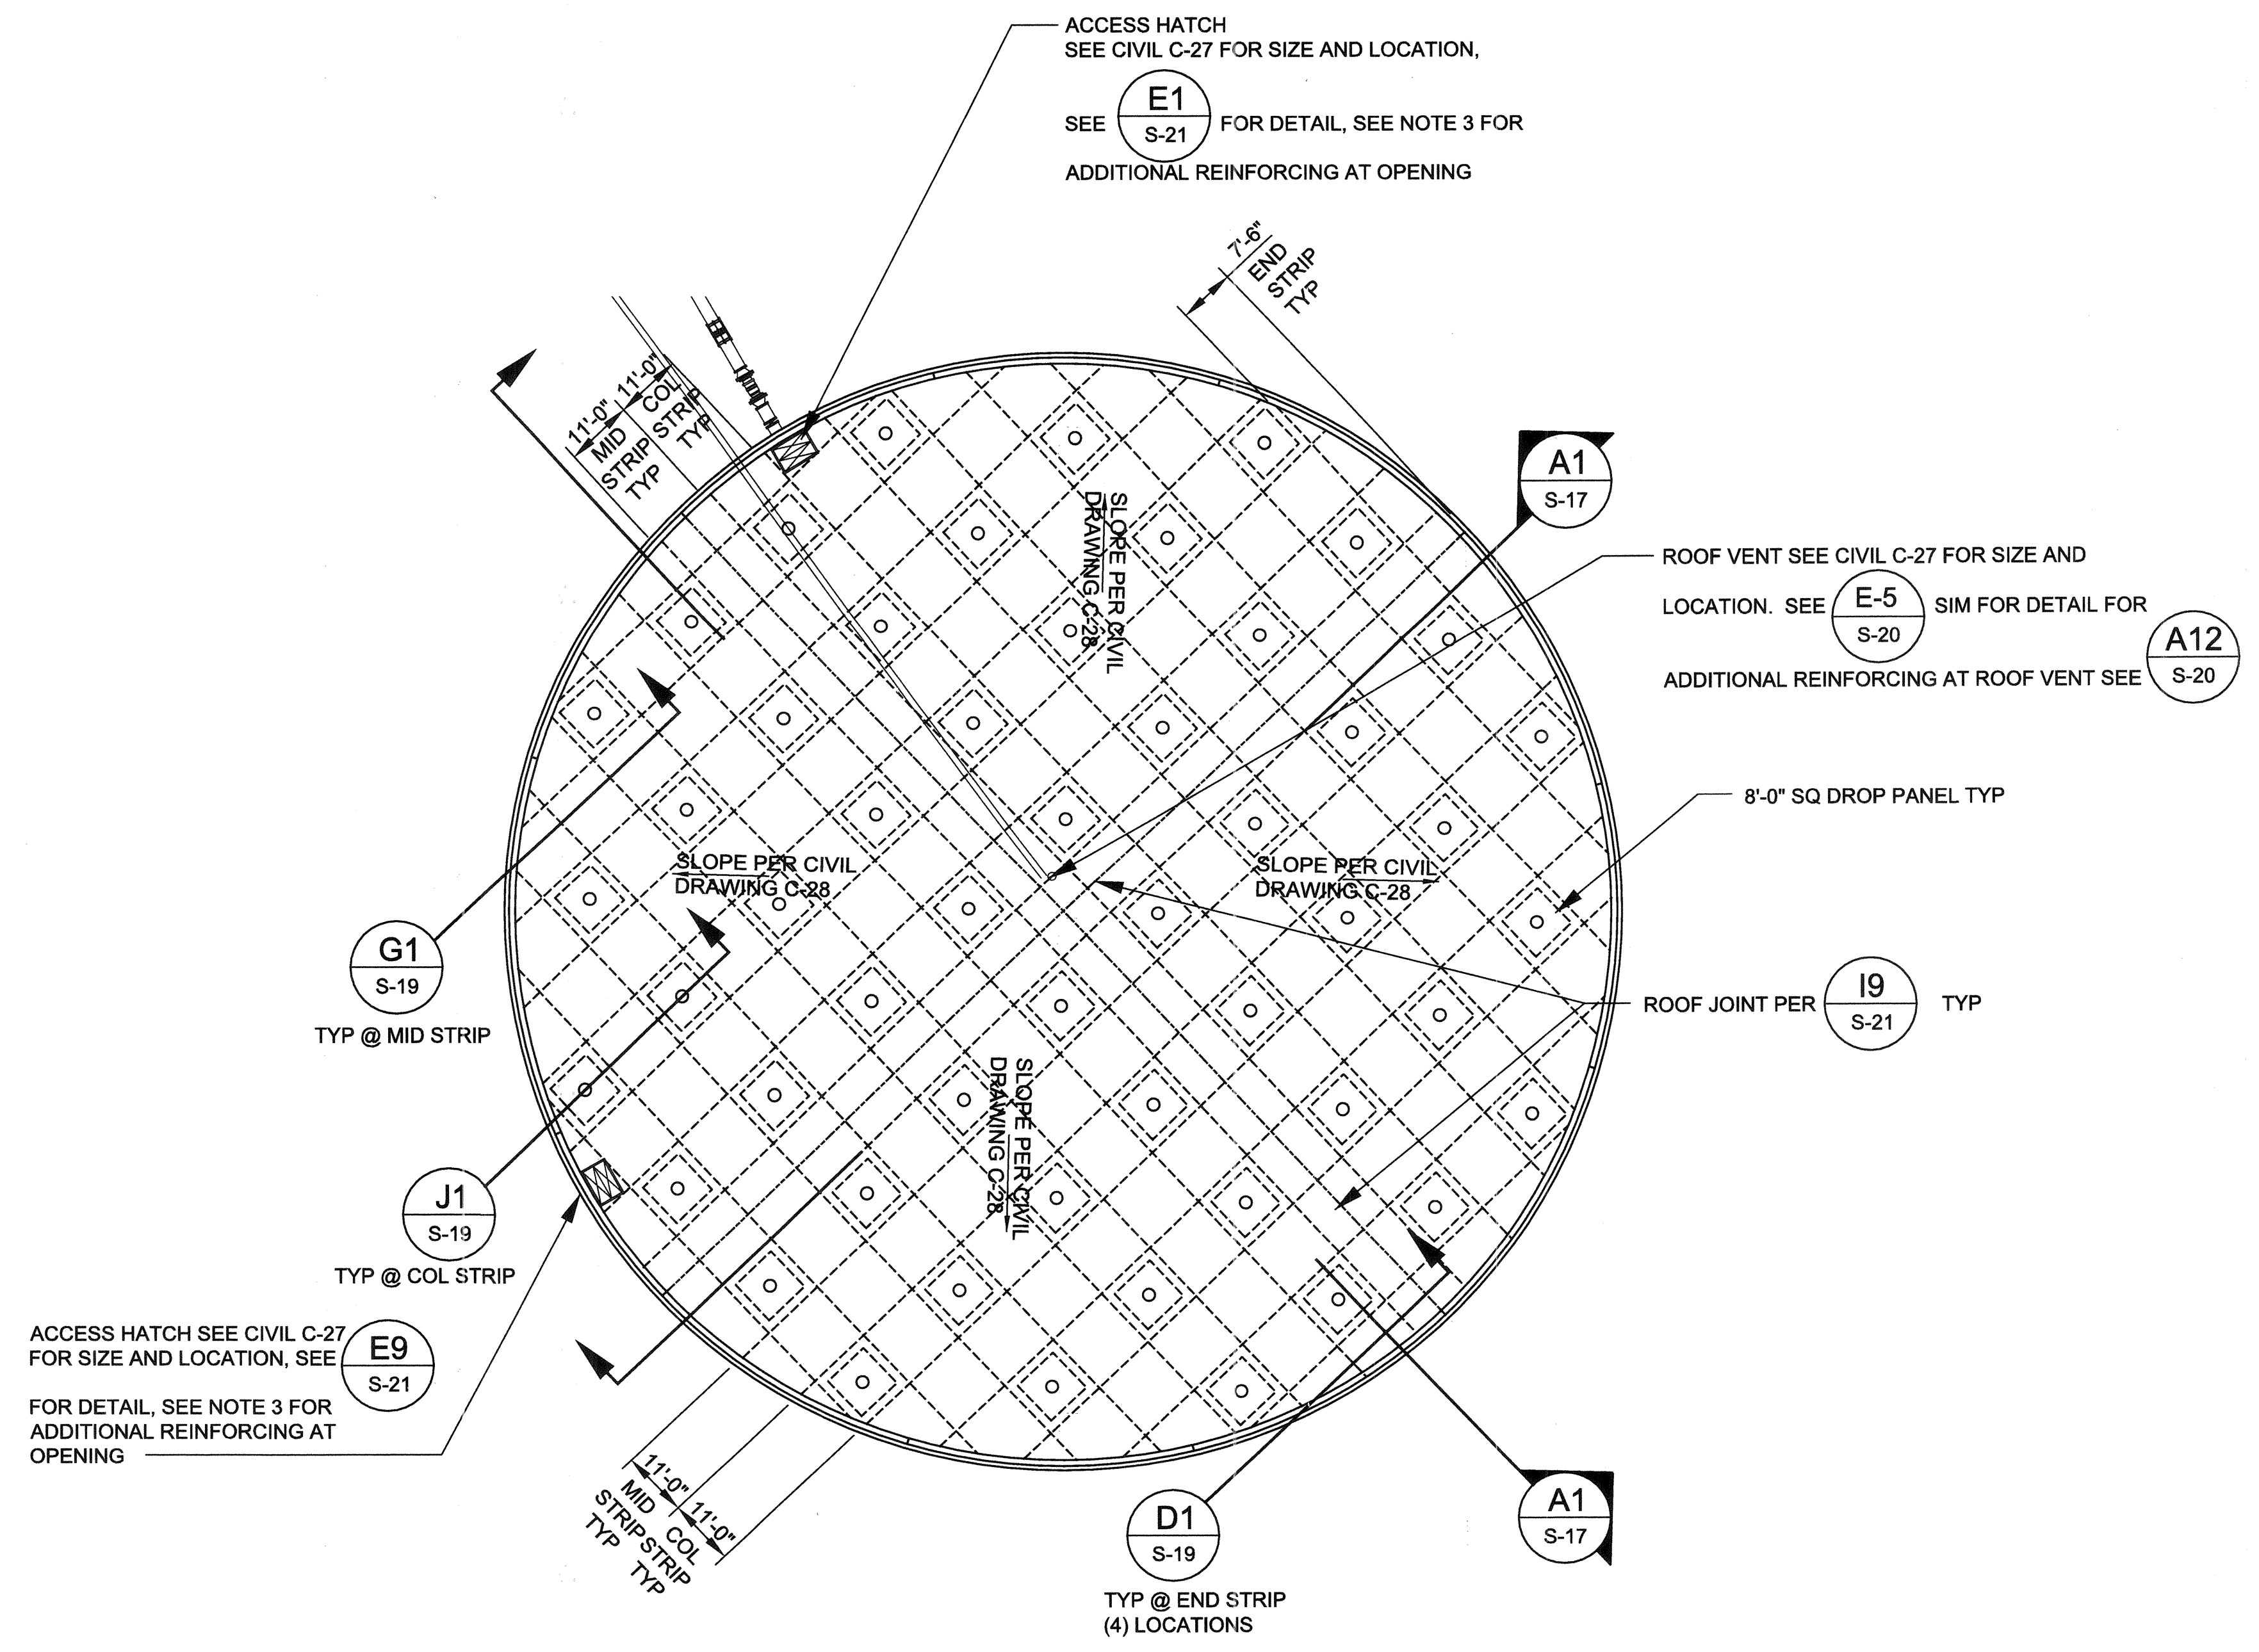 ACCESS HATCH
SEE CIVIL C-27 FOR SIZE AND LOCATION,
E1
SEE S-21 FOR DETAIL, SEE NOTE 3 FOR
ADDITIONAL REINFORCING AT OPENING
7'-6"
END
STRIP
TYP
11'-0"
COL
STRIP
TYP
11'-0"
MID
STRIP
TYP
A1
S-17
SLOPE PER CIVIL
DRAWING C-28
ROOF VENT SEE CIVIL C-27 FOR SIZE AND
LOCATION. SEE E-5 SIM FOR DETAIL FOR
S-20
A12
ADDITIONAL REINFORCING AT ROOF VENT SEE S-20
8'-0" SQ DROP PANEL TYP
SLOPE PER CIVIL
DRAWING C-28
SLOPE PER CIVIL
DRAWING C-28
G1
S-19
TYP @ MID STRIP
I9
ROOF JOINT PER S-21 TYP
SLOPE PER CIVIL
DRAWING C-28
J1
S-19
TYP @ COL STRIP
ACCESS HATCH SEE CIVIL C-27
FOR SIZE AND LOCATION, SEE E9
S-21
FOR DETAIL, SEE NOTE 3 FOR
ADDITIONAL REINFORCING AT
OPENING
11'-0"
MID
STRIP
TYP
11'-0"
COL
STRIP
TYP
D1
S-19
TYP @ END STRIP
(4) LOCATIONS
A1
S-17